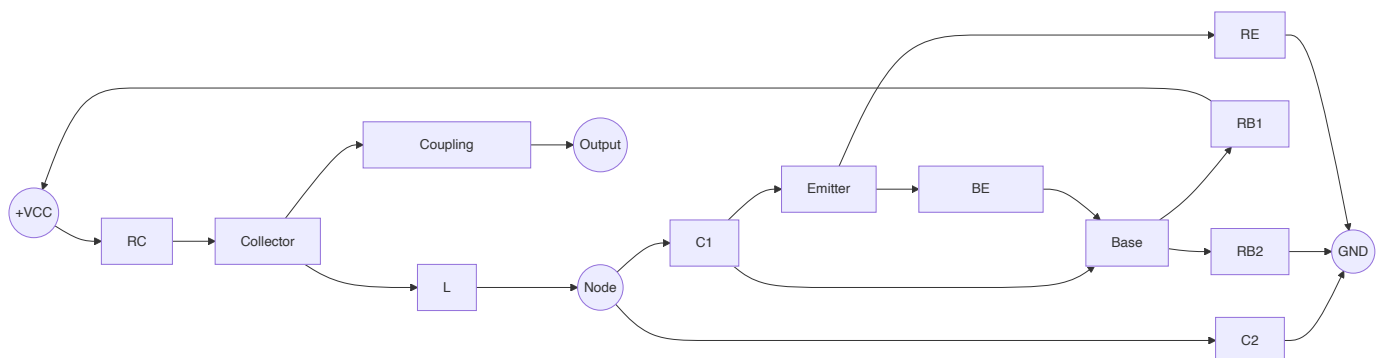 RE
RB1
Coupling
Output
Emitter
BE
+VCC
RC
Collector
C1
Base
RB2
GND
L
Node
C2